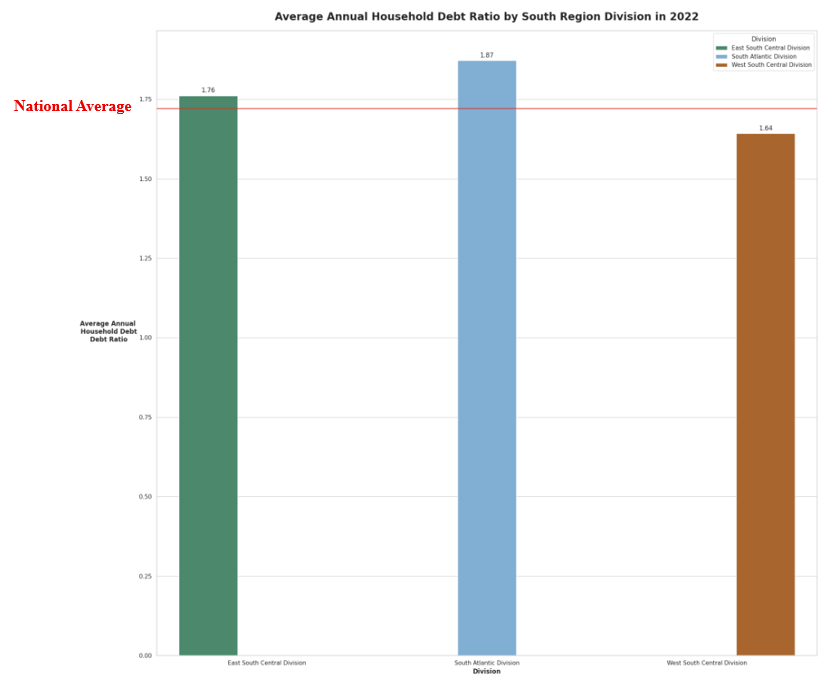 Average Annual Household Debt Ratio by South Region Division in 2022
Division
East South Central Division
South Atlantic Division
West South Central Division
National Average
1.76
1.87
1.64
1.75
1.50
1.25
1.00
0.75
0.50
0.25
0.00
Average Annual
Household Debt
Debt Ratio
East South Central Division
South Atlantic Division
West South Central Division
Division